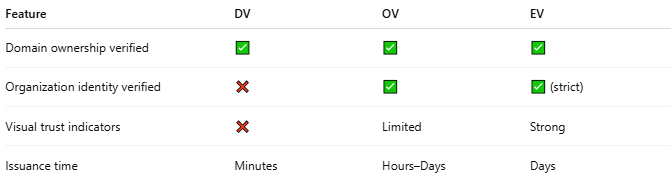 Feature DV OV EV
Domain ownership verified ✅ ✅ ✅
Organization identity verified ❌ ✅ ✅ (strict)
Visual trust indicators ❌ Limited Strong
Issuance time Minutes Hours–Days Days